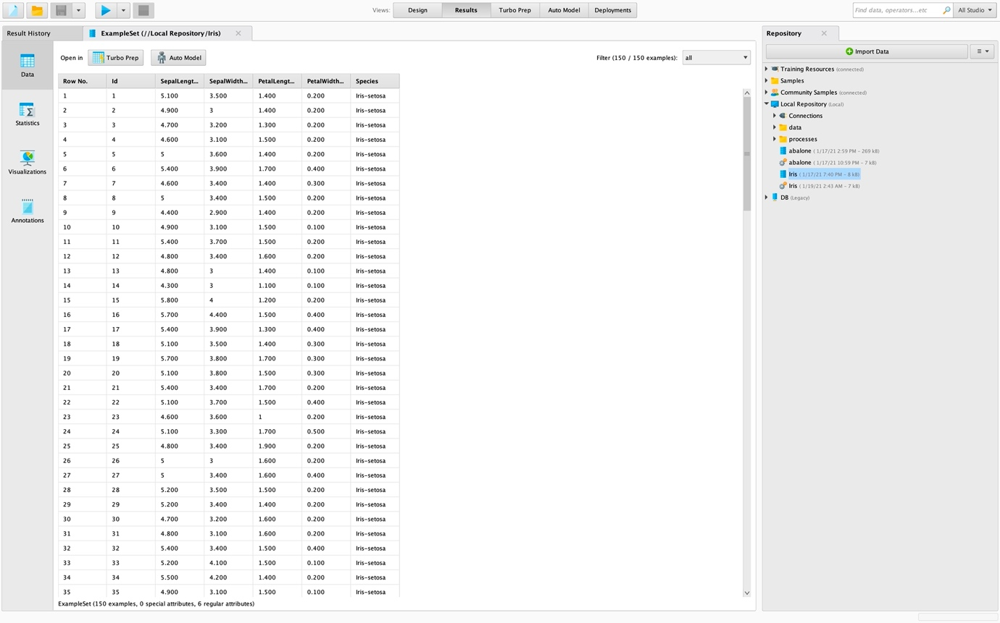 Views: Design Results Turbo Prep Auto Model Deployments Find data, operators...etc All Studio
Result History ExampleSet (//Local Repository/Iris)
Data
Statistics
Visualizations
Annotations
Open in Turbo Prep Auto Model Filter (150 / 150 examples): all
Row No. Id SepalLengt... SepalWidth... PetalLengt... PetalWidth... Species
1 1 5.100 3.500 1.400 0.200 Iris-setosa
2 2 4.900 3 1.400 0.200 Iris-setosa
3 3 4.700 3.200 1.300 0.200 Iris-setosa
4 4 4.600 3.100 1.500 0.200 Iris-setosa
5 5 5 3.600 1.400 0.200 Iris-setosa
6 6 5.400 3.900 1.700 0.400 Iris-setosa
7 7 4.600 3.400 1.400 0.300 Iris-setosa
8 8 5 3.400 1.500 0.200 Iris-setosa
9 9 4.400 2.900 1.400 0.200 Iris-setosa
10 10 4.900 3.100 1.500 0.100 Iris-setosa
11 11 5.400 3.700 1.500 0.200 Iris-setosa
12 12 4.800 3.400 1.600 0.200 Iris-setosa
13 13 4.800 3 1.400 0.100 Iris-setosa
14 14 4.300 3 1.100 0.100 Iris-setosa
15 15 5.800 4 1.200 0.200 Iris-setosa
16 16 5.700 4.400 1.500 0.400 Iris-setosa
17 17 5.400 3.900 1.300 0.400 Iris-setosa
18 18 5.100 3.500 1.400 0.300 Iris-setosa
19 19 5.700 3.800 1.700 0.300 Iris-setosa
20 20 5.100 3.800 1.500 0.300 Iris-setosa
21 21 5.400 3.400 1.700 0.200 Iris-setosa
22 22 5.100 3.700 1.500 0.400 Iris-setosa
23 23 4.600 3.600 1 0.200 Iris-setosa
24 24 5.100 3.300 1.700 0.500 Iris-setosa
25 25 4.800 3.400 1.900 0.200 Iris-setosa
26 26 5 3 1.600 0.200 Iris-setosa
27 27 5 3.400 1.600 0.400 Iris-setosa
28 28 5.200 3.500 1.500 0.200 Iris-setosa
29 29 5.200 3.400 1.400 0.200 Iris-setosa
30 30 4.700 3.200 1.600 0.200 Iris-setosa
31 31 4.800 3.100 1.600 0.200 Iris-setosa
32 32 5.400 3.400 1.500 0.400 Iris-setosa
33 33 5.200 4.100 1.500 0.100 Iris-setosa
34 34 5.500 4.200 1.400 0.200 Iris-setosa
35 35 4.900 3.100 1.500 0.100 Iris-setosa
ExampleSet (150 examples, 0 special attributes, 6 regular attributes)
Repository
Import Data
Training Resources (connected)
Samples
Community Samples (connected)
Local Repository (Local)
Connections
data
processes
abalone (1/17/21 2:59 PM – 269 kB)
abalone (1/17/21 10:59 PM – 7 kB)
Iris (1/17/21 7:40 PM – 8 kB)
Iris (1/19/21 2:43 AM – 7 kB)
DB (Legacy)